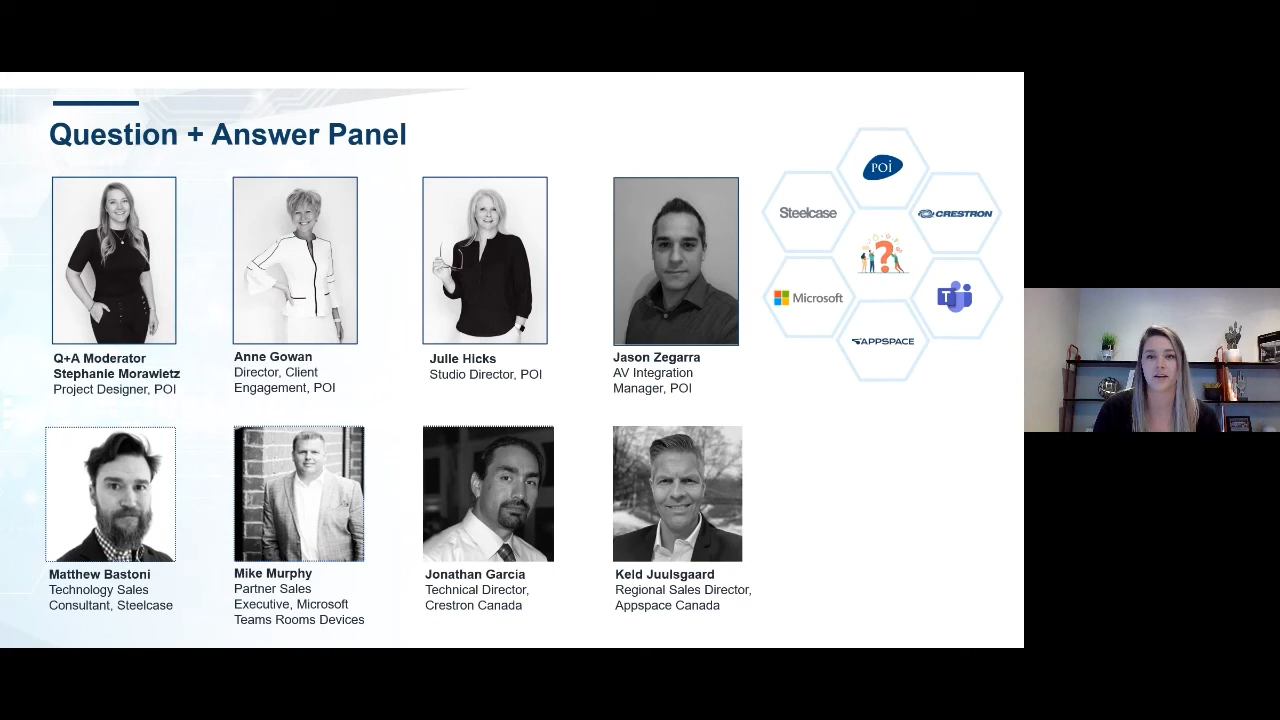 Question + Answer Panel
Q+A Moderator
Stephanie Morawietz
Project Designer, POI
Anne Gowan
Director, Client
Engagement, POI
Julie Hicks
Studio Director, POI
Jason Zegarra
AV Integration
Manager, POI
POi
Steelcase
CRESTRON
Microsoft
T
APPSPACE
Matthew Bastoni
Technology Sales
Consultant, Steelcase
Mike Murphy
Partner Sales
Executive, Microsoft
Teams Rooms Devices
Jonathan Garcia
Technical Director,
Crestron Canada
Keld Juulsgaard
Regional Sales Director,
Appspace Canada